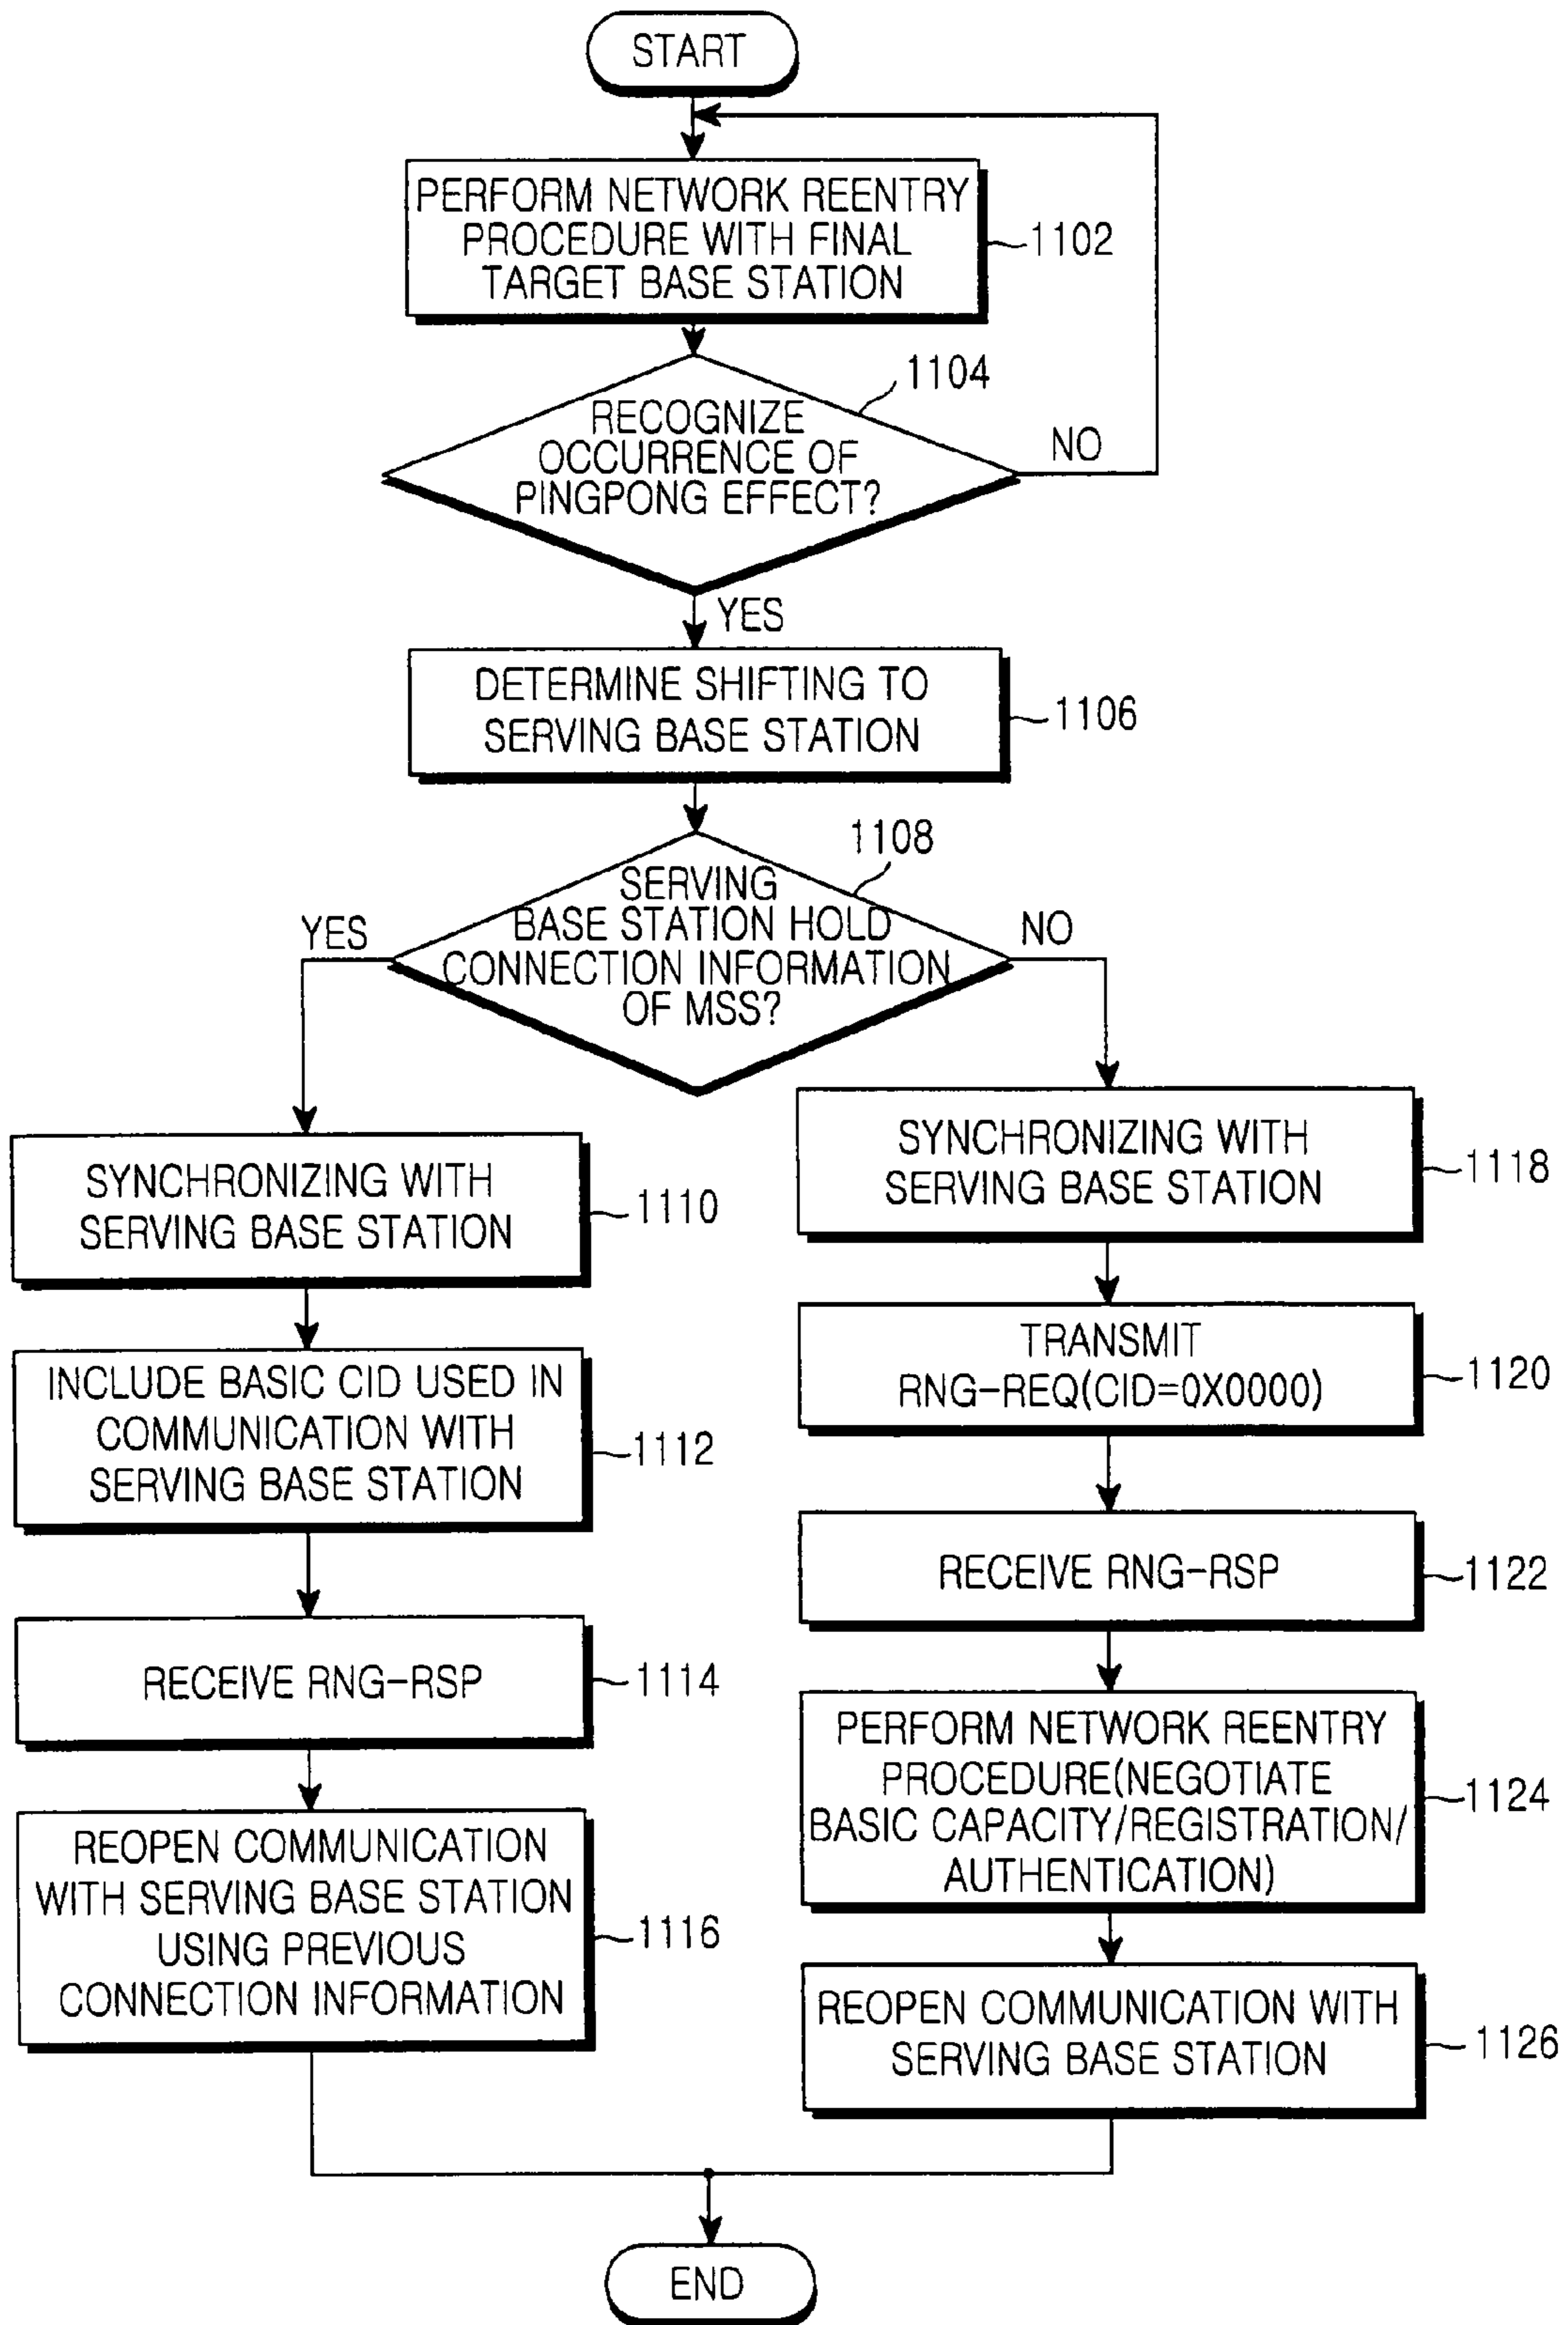 START
PERFORM NETWORK REENTRY
PROCEDURE WITH FINAL
TARGET BASE STATION
1102
1104
RECOGNIZE
OCCURRENCE OF
PINGPONG EFFECT?
NO
YES
DETERMINE SHIFTING TO
SERVING BASE STATION
1106
1108
SERVING
BASE STATION HOLD
CONNECTION INFORMATION
OF MSS?
YES
NO
SYNCHRONIZING WITH
SERVING BASE STATION
1110
INCLUDE BASIC CID USED IN
COMMUNICATION WITH
SERVING BASE STATION
1112
RECEIVE RNG-RSP
1114
REOPEN COMMUNICATION
WITH SERVING BASE STATION
USING PREVIOUS
CONNECTION INFORMATION
1116
SYNCHRONIZING WITH
SERVING BASE STATION
1118
TRANSMIT
RNG-REQ(CID=0X0000)
1120
RECEIVE RNG-RSP
1122
PERFORM NETWORK REENTRY
PROCEDURE(NEGOTIATE
BASIC CAPACITY/REGISTRATION/
AUTHENTICATION)
1124
REOPEN COMMUNICATION WITH
SERVING BASE STATION
1126
END